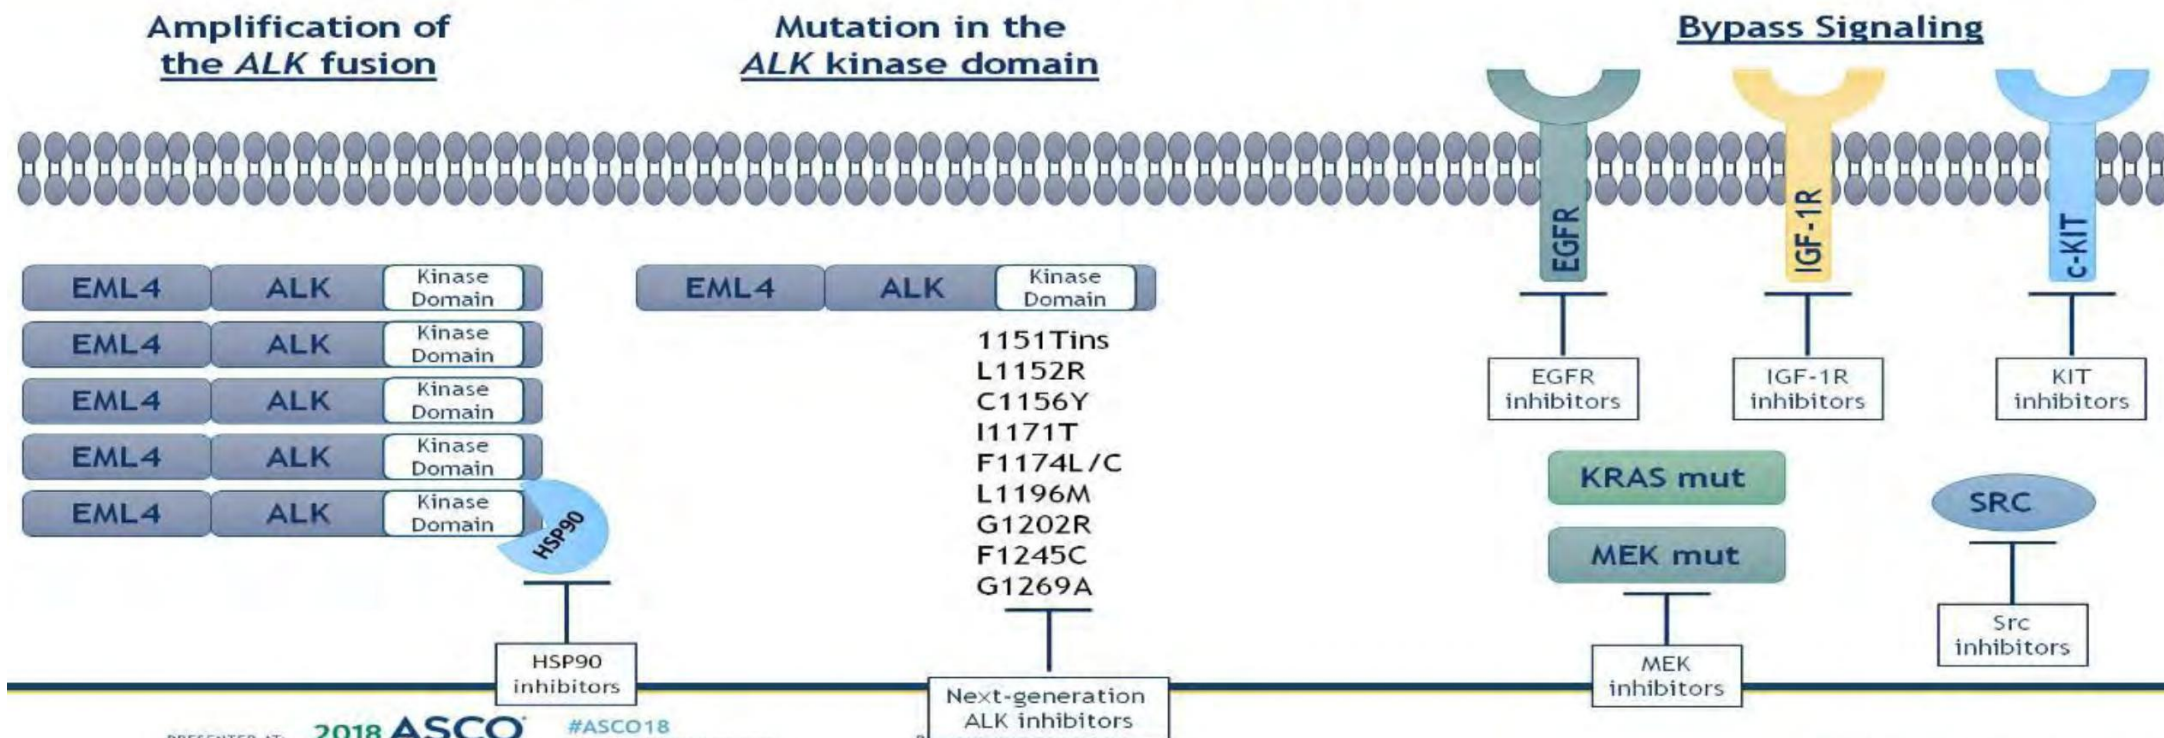 Amplification of
the ALK fusion
Mutation in the
ALK kinase domain
Bypass Signaling
EGFR
IGF-1R
c-KIT
EML4 ALK Kinase
Domain
EML4 ALK Kinase
Domain
EML4 ALK Kinase
Domain
EML4 ALK Kinase
Domain
EML4 ALK Kinase
Domain
HSP90
HSP90
inhibitors
EML4 ALK Kinase
Domain
1151Tins
L1152R
C1156Y
I1171T
F1174L/C
L1196M
G1202R
F1245C
G1269A
Next-generation
ALK inhibitors
EGFR
inhibitors
IGF-1R
inhibitors
KIT
inhibitors
KRAS mut
MEK mut
MEK
inhibitors
SRC
Src
inhibitors
PRESENTED AT: 2018 ASCO #ASCO18